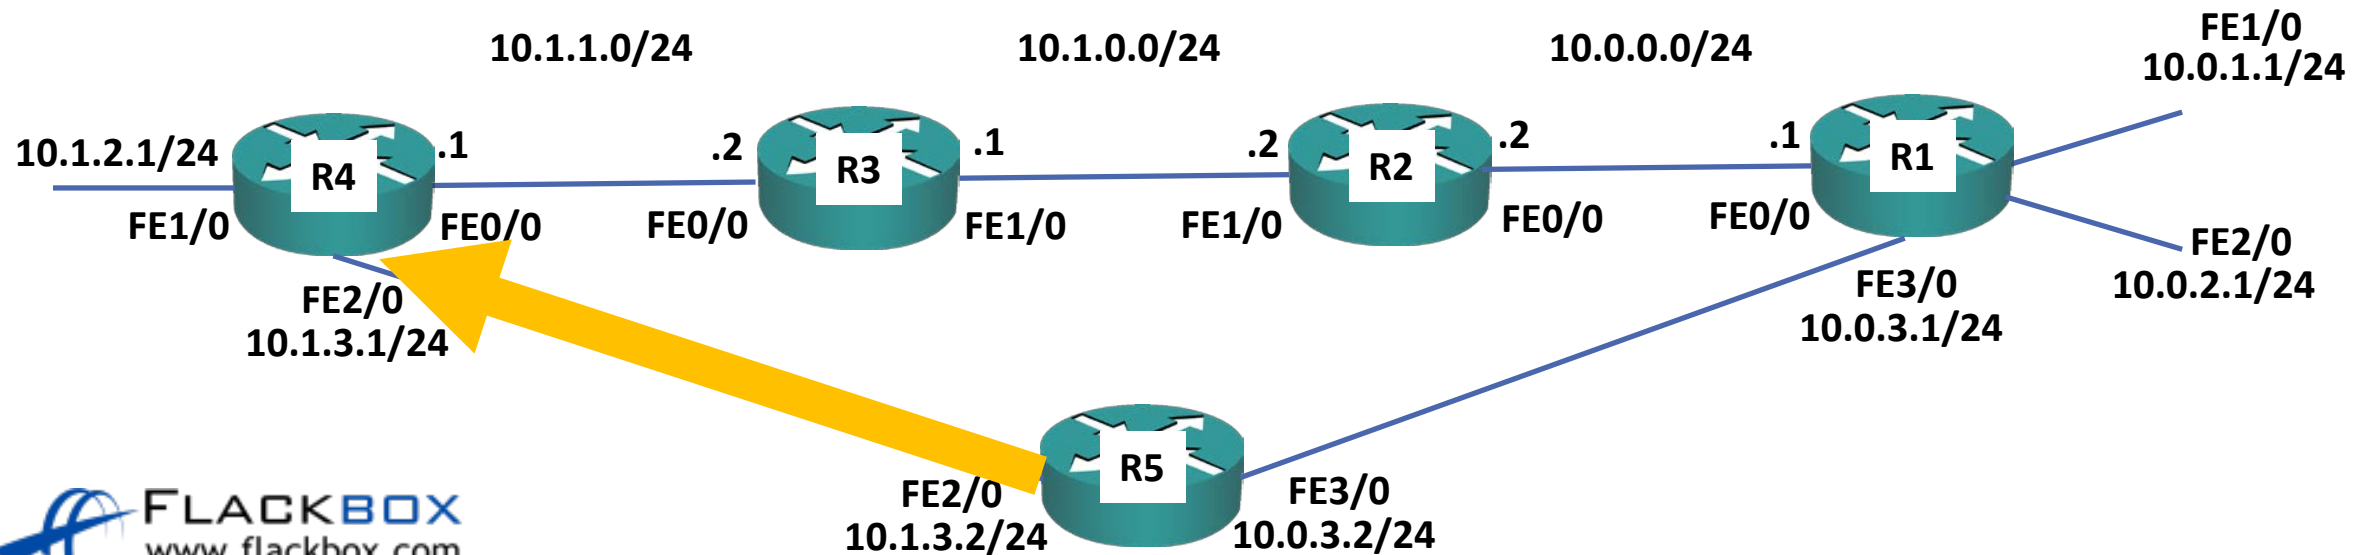 10.1.1.0/24
10.1.0.0/24
10.0.0.0/24
FE1/0
10.0.1.1/24
10.1.2.1/24
R4
.1
.2
R3
.1
.2
R2
.2
.1
R1
FE1/0
FE0/0
FE0/0
FE1/0
FE1/0
FE0/0
FE0/0
FE2/0
10.0.2.1/24
FE2/0
10.1.3.1/24
FE3/0
10.0.3.1/24
R5
FE2/0
10.1.3.2/24
FE3/0
10.0.3.2/24
FLACKBOX
www.flackbox.com